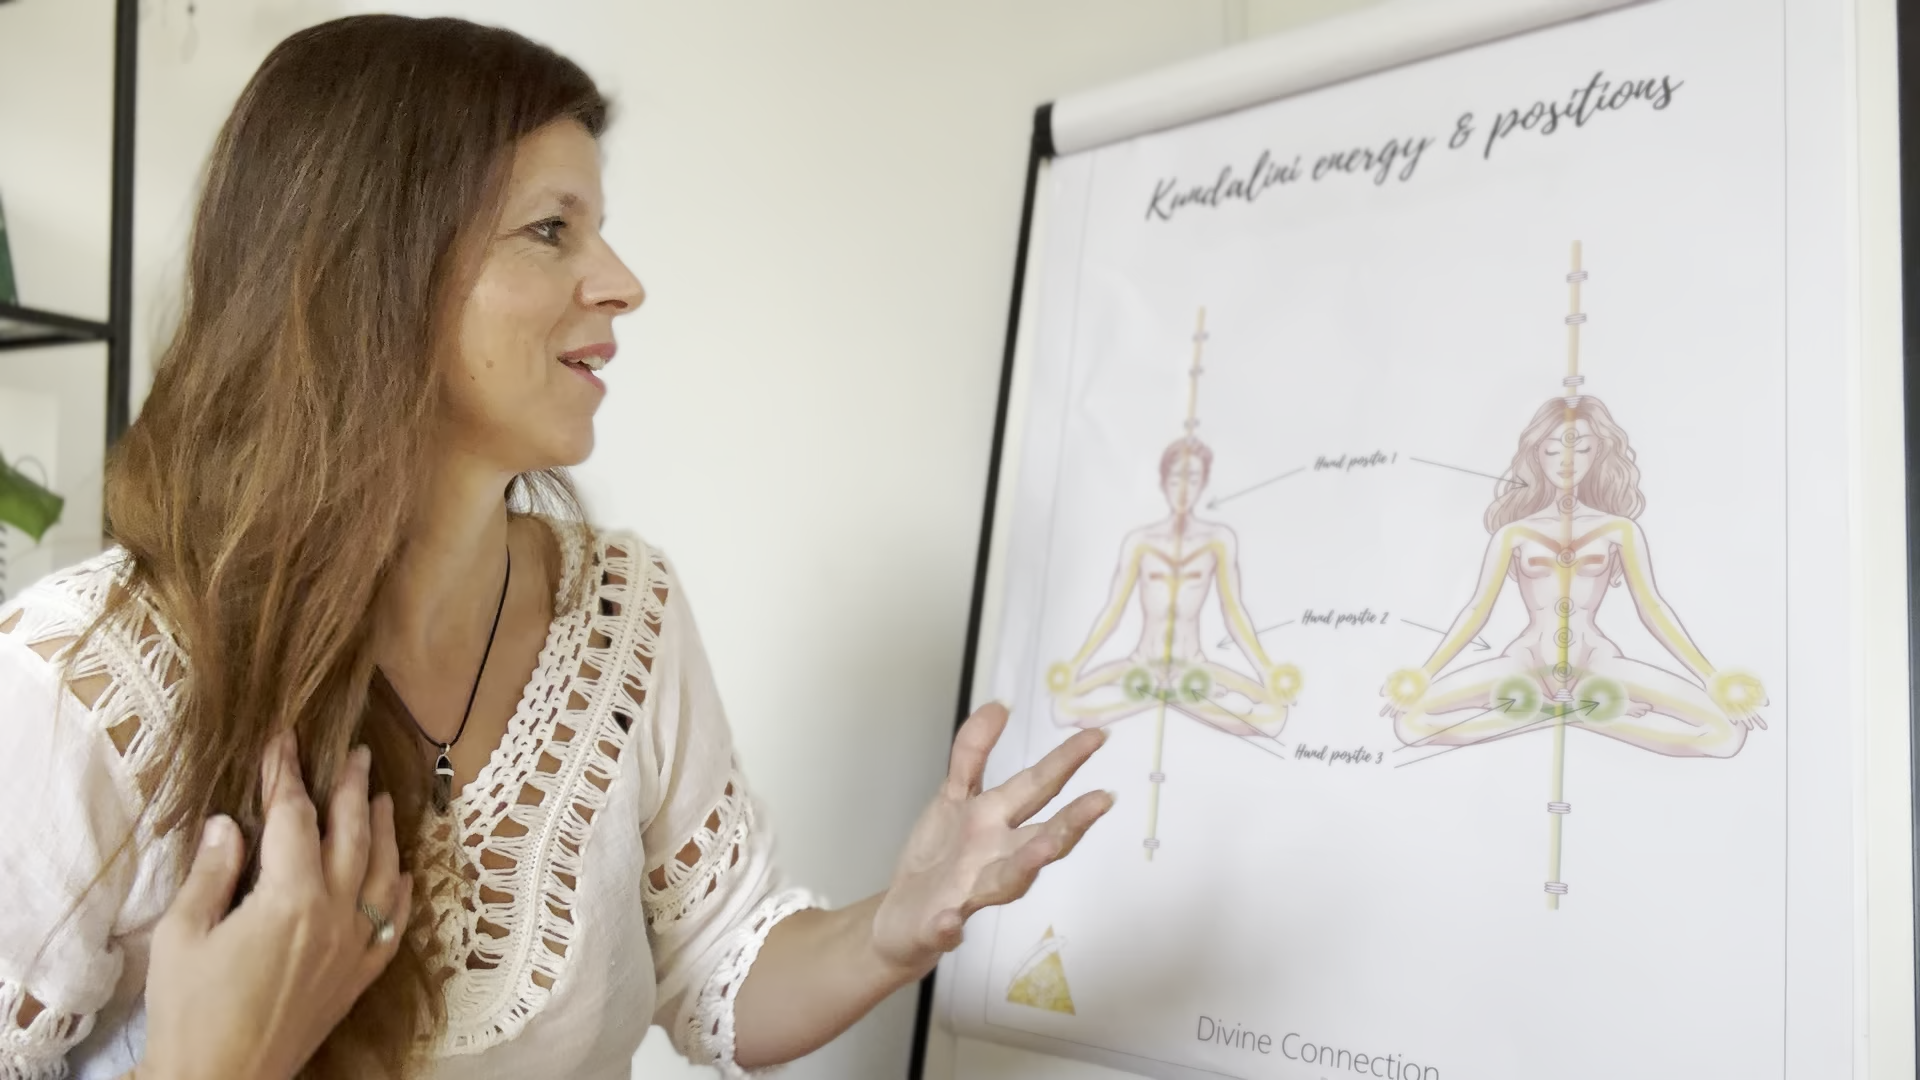 Kundalini energy & positions
Hand positie 1
Hand positie 2
Hand positie 3
Divine Connection